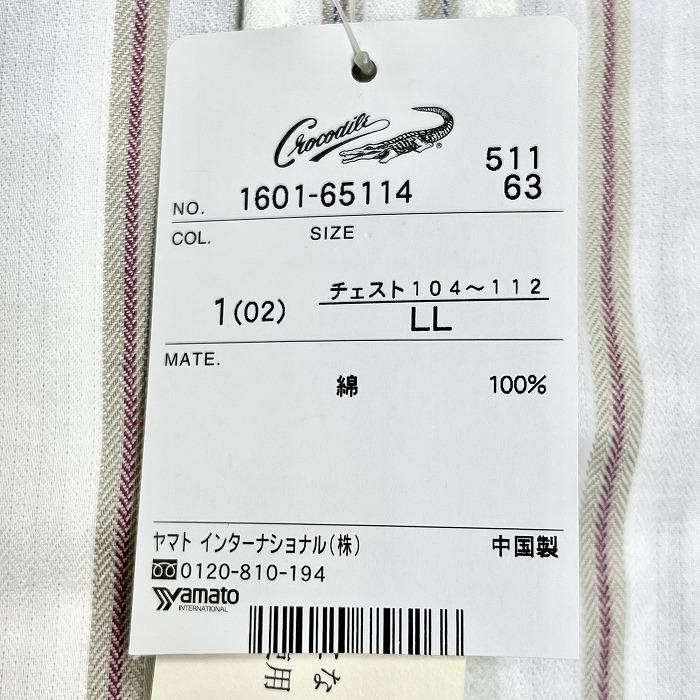 Crocodile ®
NO. 1601-65114 511 63
COL. SIZE
1(02) チェスト104～112
LL
MATE.
綿 100%
ヤマト インターナショナル(株) 中国製
0120-810-194
Yamato
INTERNATIONAL